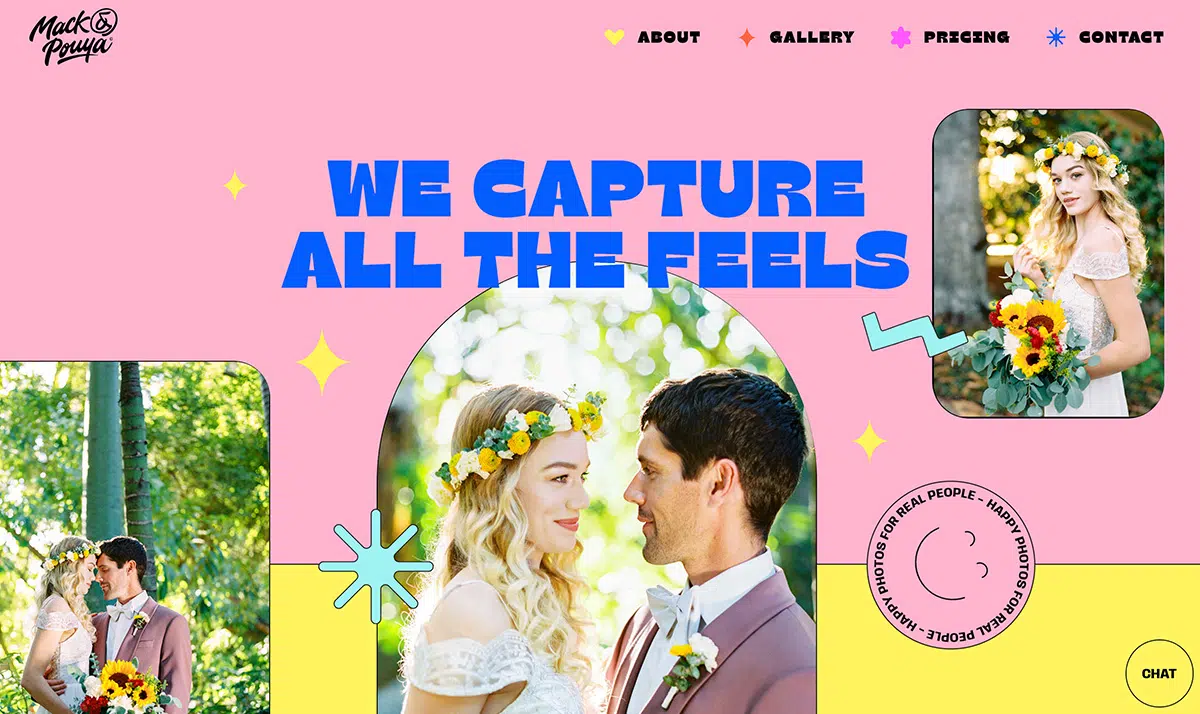 Mack &
Pouya
ABOUT
GALLERY
PRICING
CONTACT
WE CAPTURE
ALL THE FEELS
HAPPY PHOTOS FOR REAL PEOPLE - HAPPY PHOTOS FOR REAL PEOPLE -
CHAT